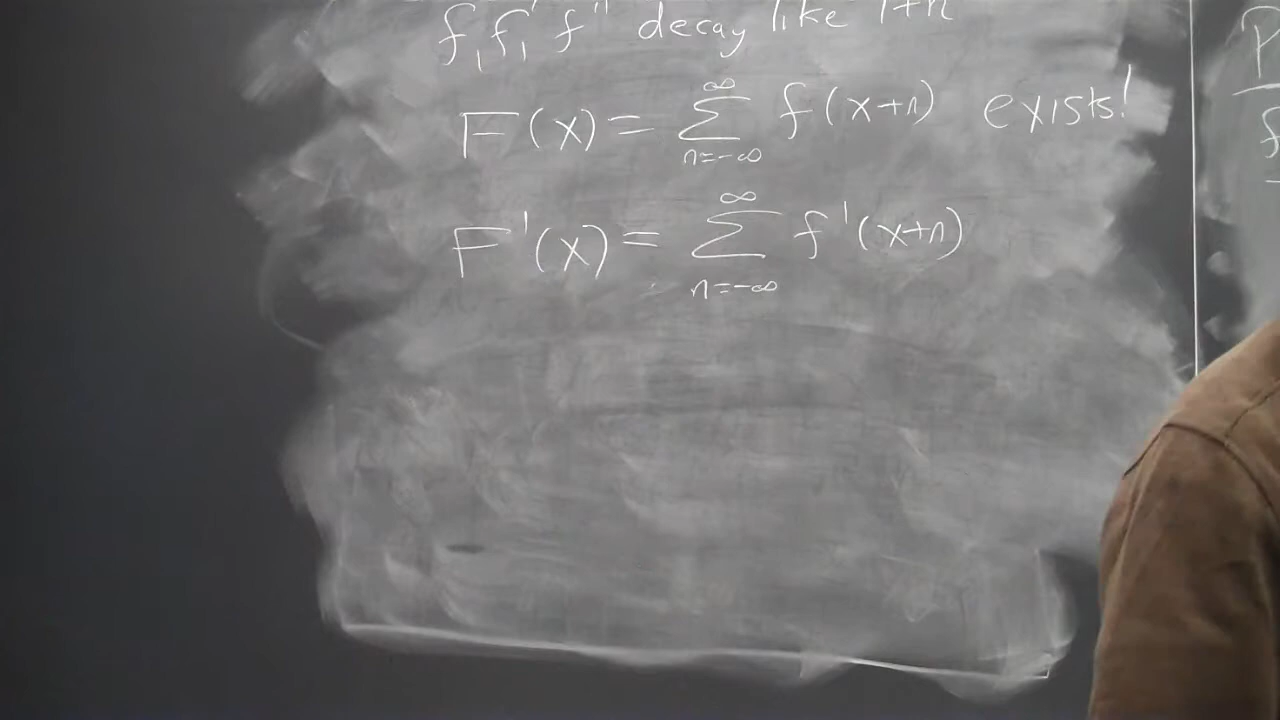 f, f', f'' decay like 1+n
F(x) = ∑_{n=-∞}^{∞} f(x+n) exists!
F'(x) = ∑_{n=-∞}^{∞} f'(x+n)